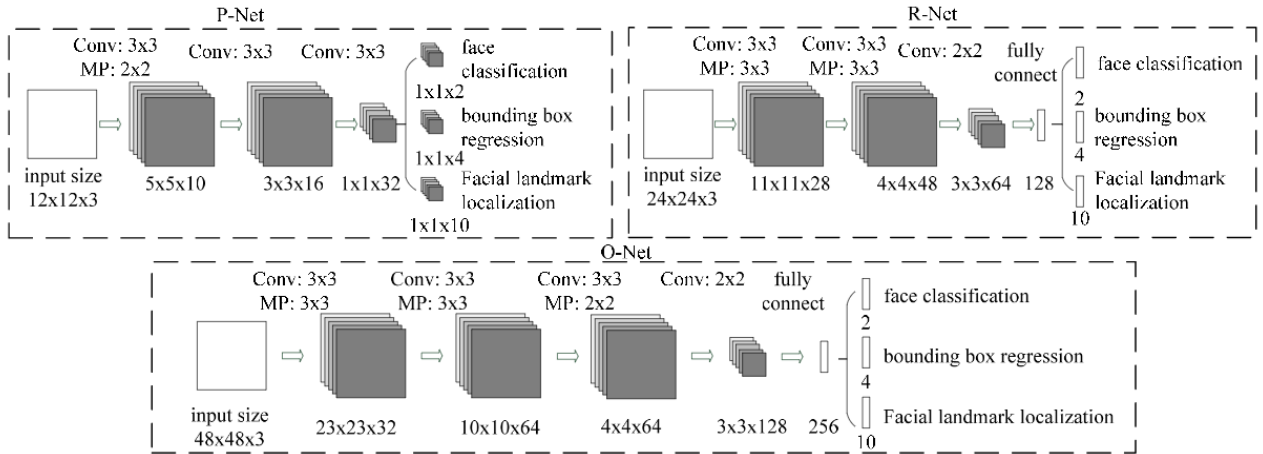 P-Net
Conv: 3x3
MP: 2x2
Conv: 3x3
Conv: 3x3
face
classification
1x1x2
bounding box
regression
1x1x4
Facial landmark
localization
1x1x10
input size
12x12x3
5x5x10
3x3x16
1x1x32
R-Net
Conv: 3x3
MP: 3x3
Conv: 3x3
MP: 3x3
Conv: 2x2
fully
connect
face classification
2
bounding box
regression
4
Facial landmark
localization
10
input size
24x24x3
11x11x28
4x4x48
3x3x64
128
O-Net
Conv: 3x3
MP: 3x3
Conv: 3x3
MP: 3x3
Conv: 3x3
MP: 2x2
Conv: 2x2
fully
connect
face classification
2
bounding box regression
4
Facial landmark localization
10
input size
48x48x3
23x23x32
10x10x64
4x4x64
3x3x128
256